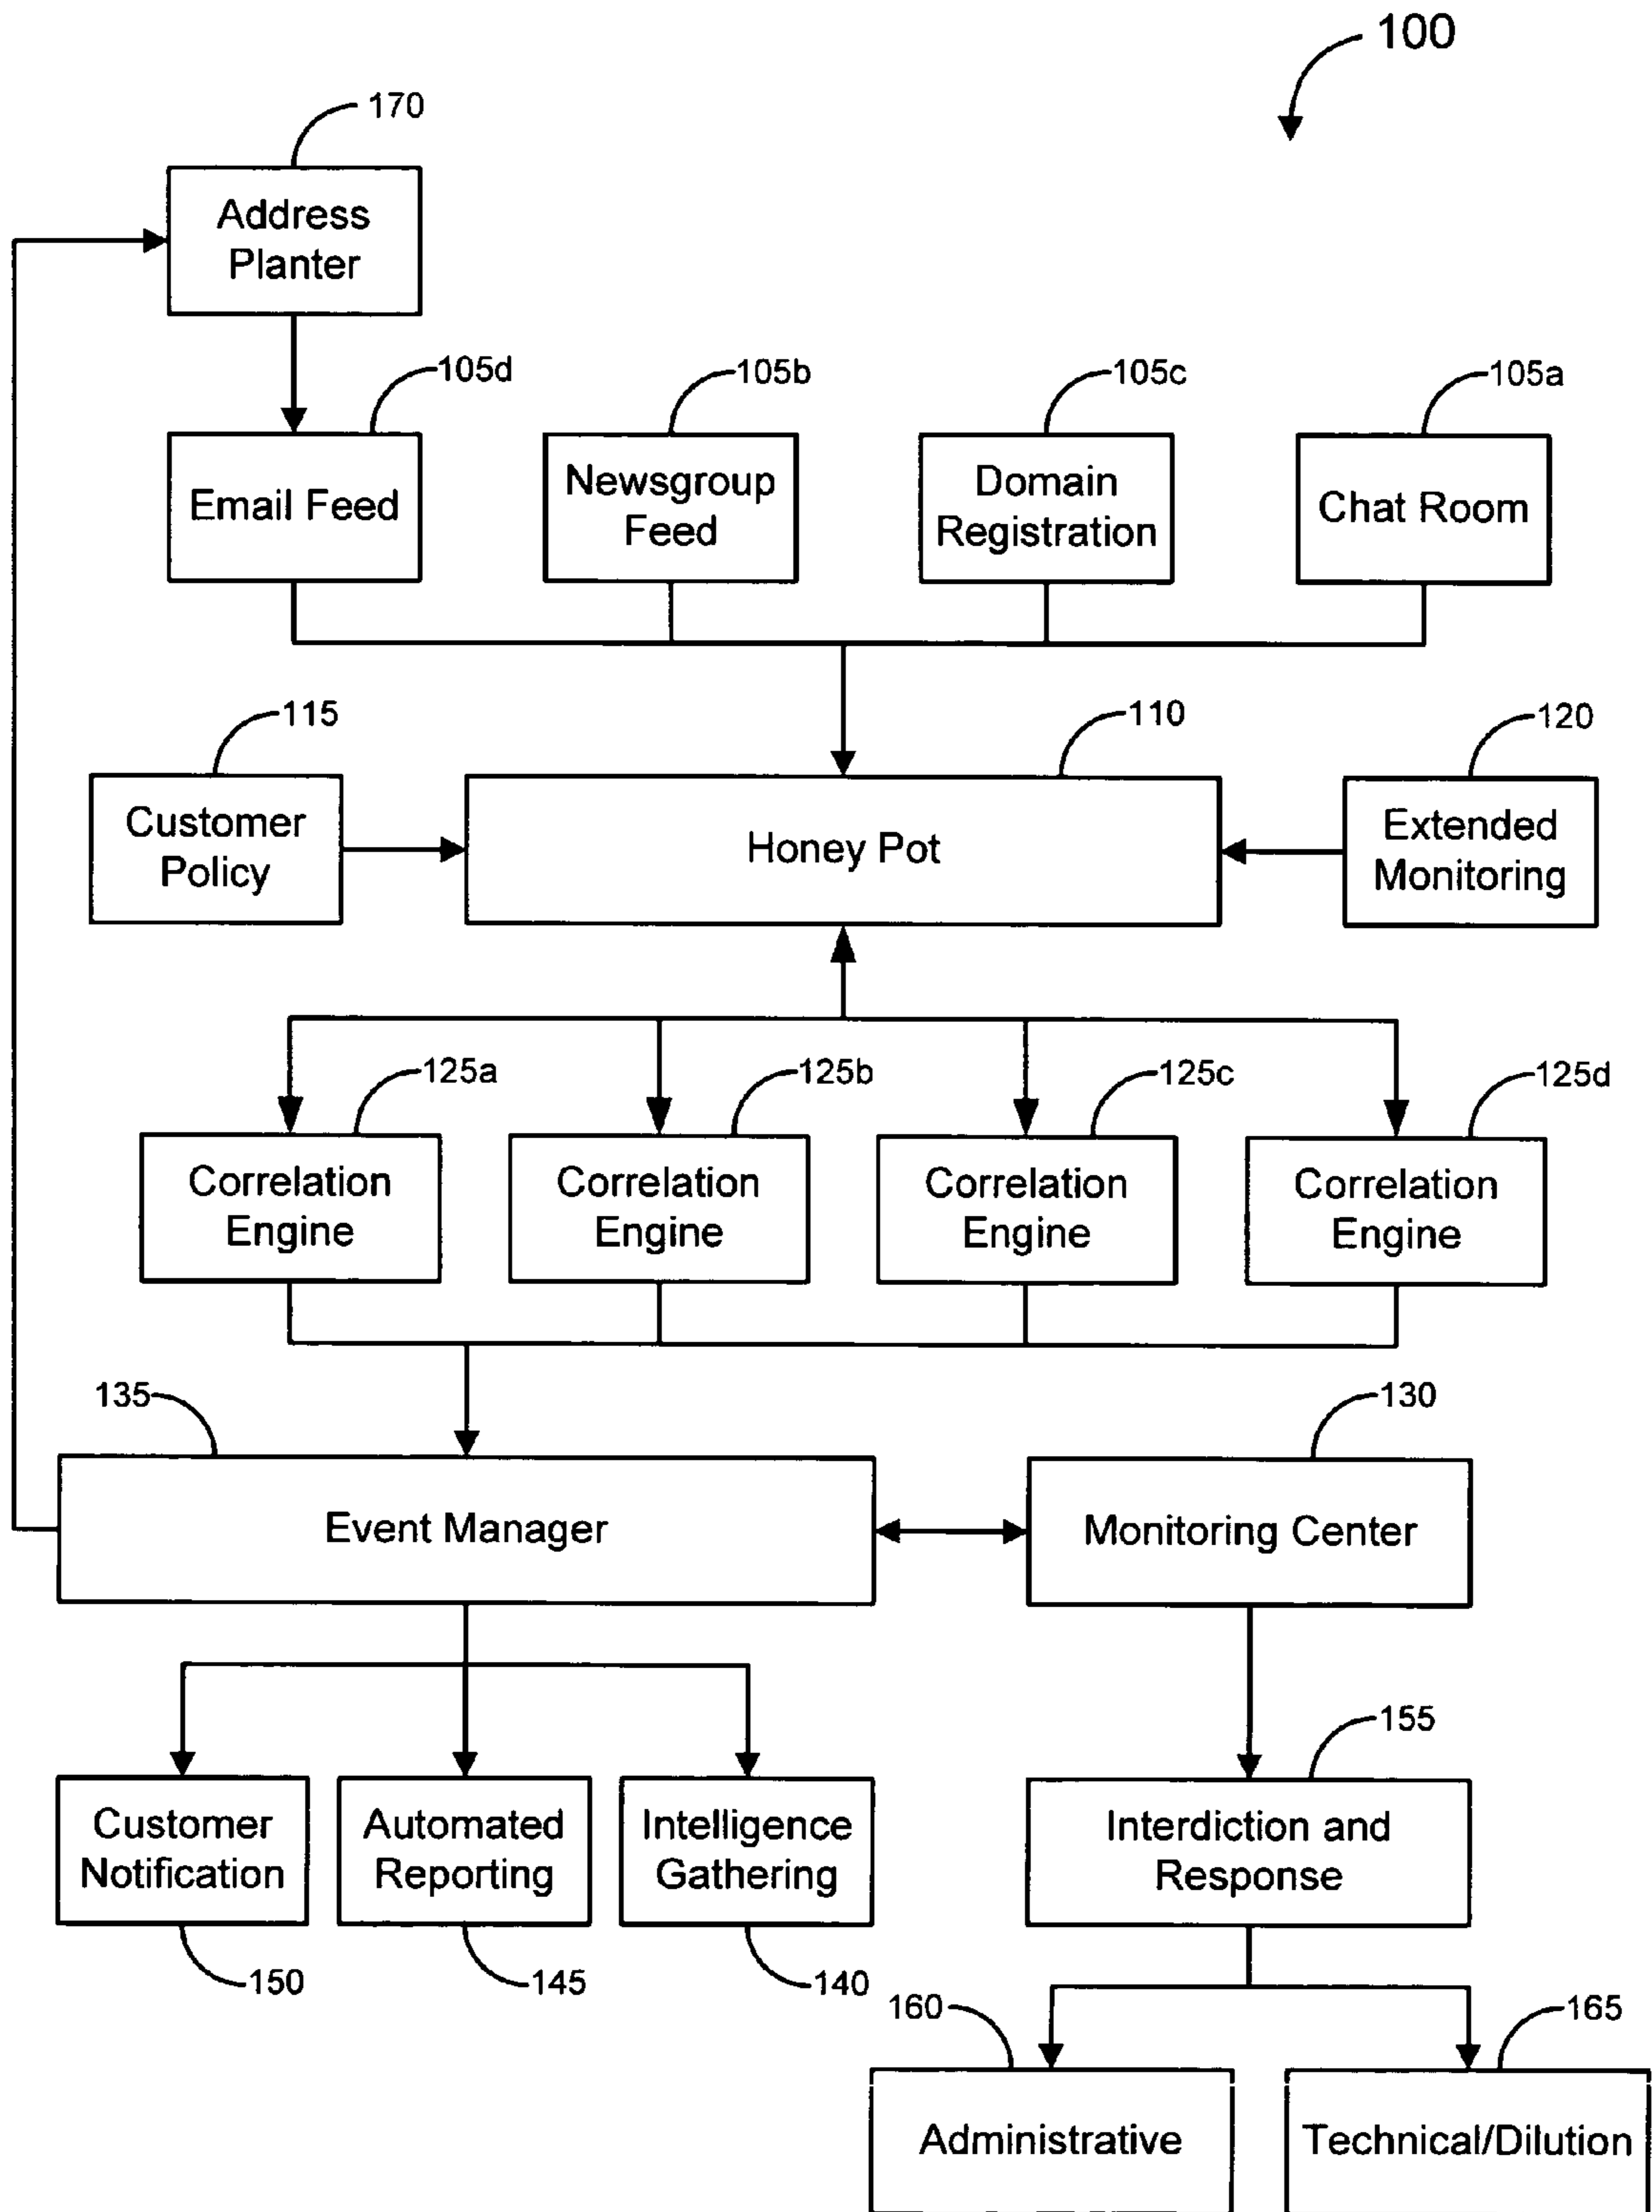 100
170
Address
Planter
105d
105b
105c
105a
Email Feed
Newsgroup
Feed
Domain
Registration
Chat Room
115
110
120
Customer
Policy
Honey Pot
Extended
Monitoring
125a
125b
125c
125d
Correlation
Engine
Correlation
Engine
Correlation
Engine
Correlation
Engine
135
130
Event Manager
Monitoring Center
155
Customer
Notification
Automated
Reporting
Intelligence
Gathering
Interdiction and
Response
150
145
140
160
165
Administrative
Technical/Dilution